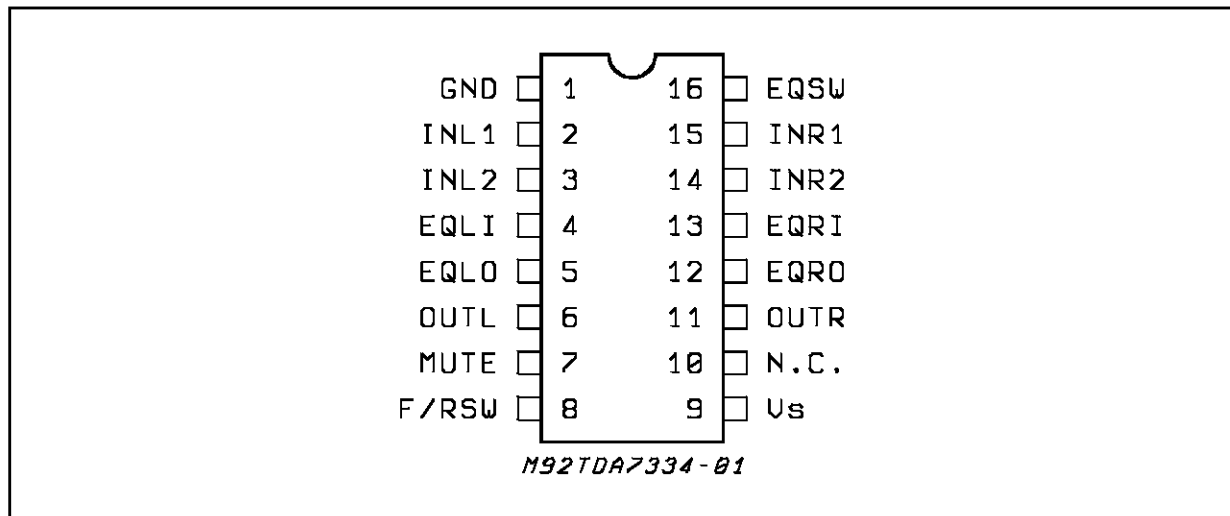 GND 1 16 EQSW
INL1 2 15 INR1
INL2 3 14 INR2
EQLI 4 13 EQRI
EQLO 5 12 EQRO
OUTL 6 11 OUTR
MUTE 7 10 N.C.
F/RSW 8 9 Vs
M92TDA7334-01